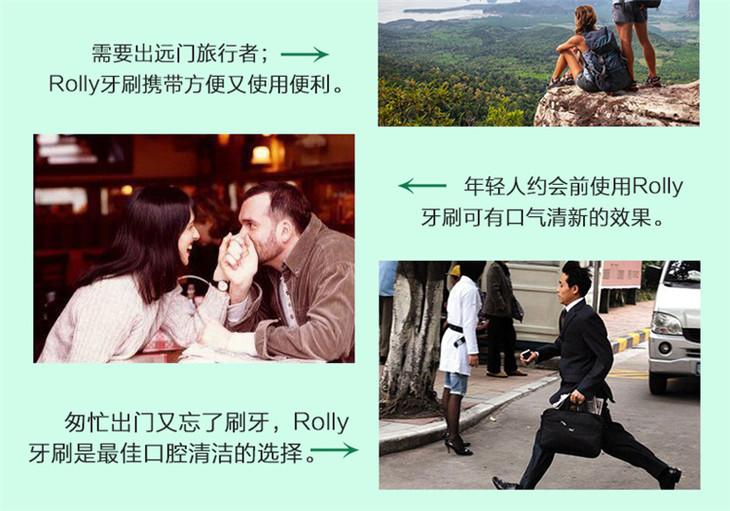 需要出远门旅行者；
Rolly牙刷携带方便又使用便利。
年轻人约会前使用Rolly
牙刷可有口气清新的效果。
匆忙出门又忘了刷牙，Rolly
牙刷是最佳口腔清洁的选择。